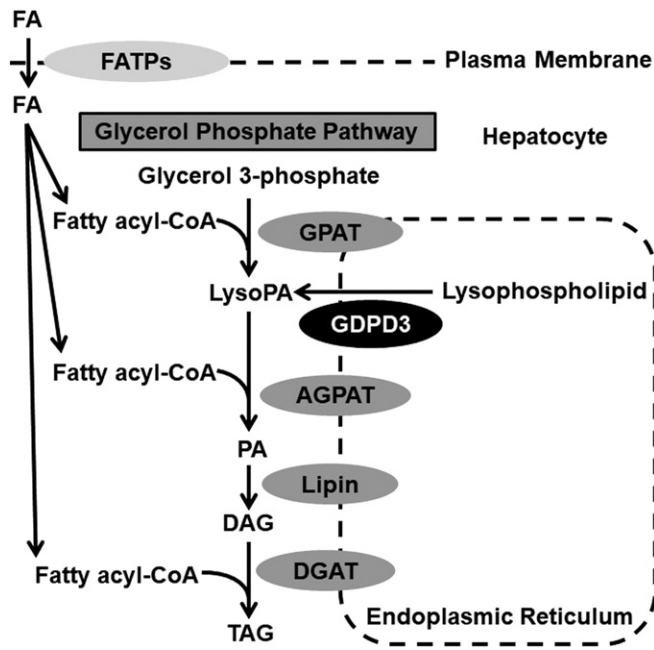 FA
FATPs
Plasma Membrane
FA
Glycerol Phosphate Pathway
Hepatocyte
Glycerol 3-phosphate
Fatty acyl-CoA
GPAT
LysoPA
Lysophospholipid
GDPD3
Fatty acyl-CoA
AGPAT
PA
Lipin
DAG
Fatty acyl-CoA
DGAT
Endoplasmic Reticulum
TAG